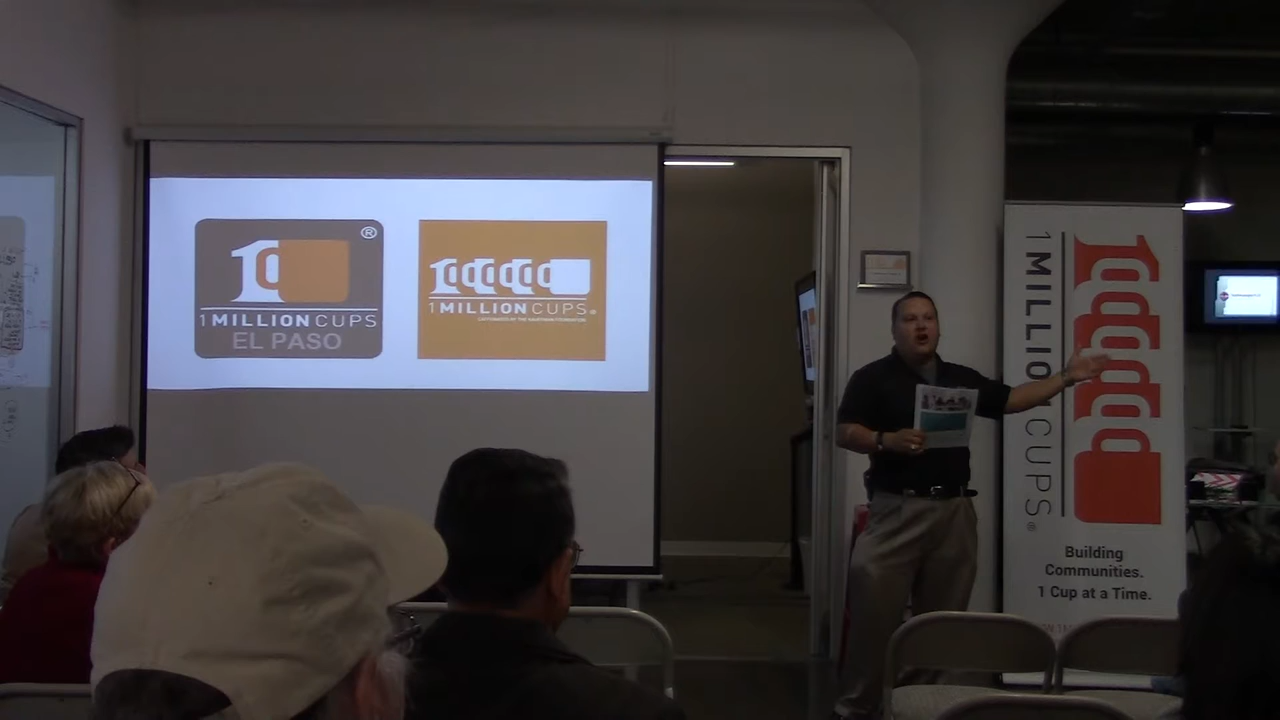 ®
1 MILLION CUPS
EL PASO
1 MILLION CUPS®
1 MILLION CUPS®
Building
Communities.
1 Cup at a Time.